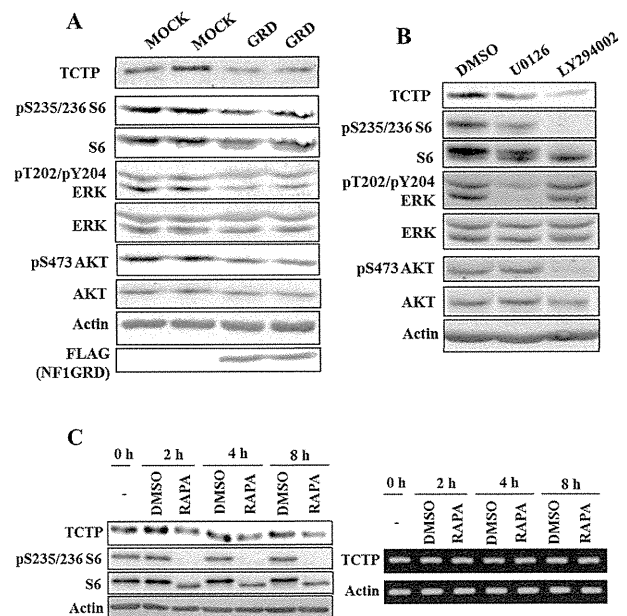 A
MOCK MOCK GRD GRD
TCTP
pS235/236 S6
S6
pT202/pY204
ERK
ERK
pS473 AKT
AKT
Actin
FLAG
(NF1GRD)
B
DMSO U0126 LY294002
TCTP
pS235/236 S6
S6
pT202/pY204
ERK
ERK
pS473 AKT
AKT
Actin
C
0 h 2 h 4 h 8 h
- DMSO RAPA DMSO RAPA DMSO RAPA
TCTP
pS235/236 S6
S6
Actin
0 h 2 h 4 h 8 h
- DMSO RAPA DMSO RAPA DMSO RAPA
TCTP
Actin